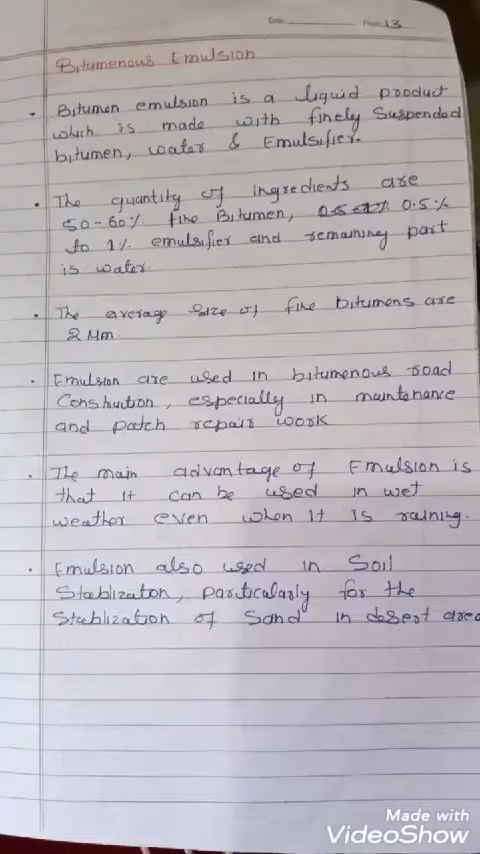 Date Page: 13
Bitumenous Emulsion
• Bitumen emulsion is a liquid product
which is made with finely Suspended
bitumen, water & Emulsifier.
• The quantity of ingredients are
50-60% fine Bitumen, 0.5% 
to 1% emulsifier and remaining part
is water.
• The average size of fine bitumens are
2 Mm.
• Emulsion are used in bitumenous road
Constrution, especially in maintenance
and patch repair work
• The main advantage of Emulsion is
that it can be used in wet
weather even when it is raining.
• Emulsion also used in Soil
Stablization, particularly for the
Stablization of Sand in desert area
Made with
VideoShow